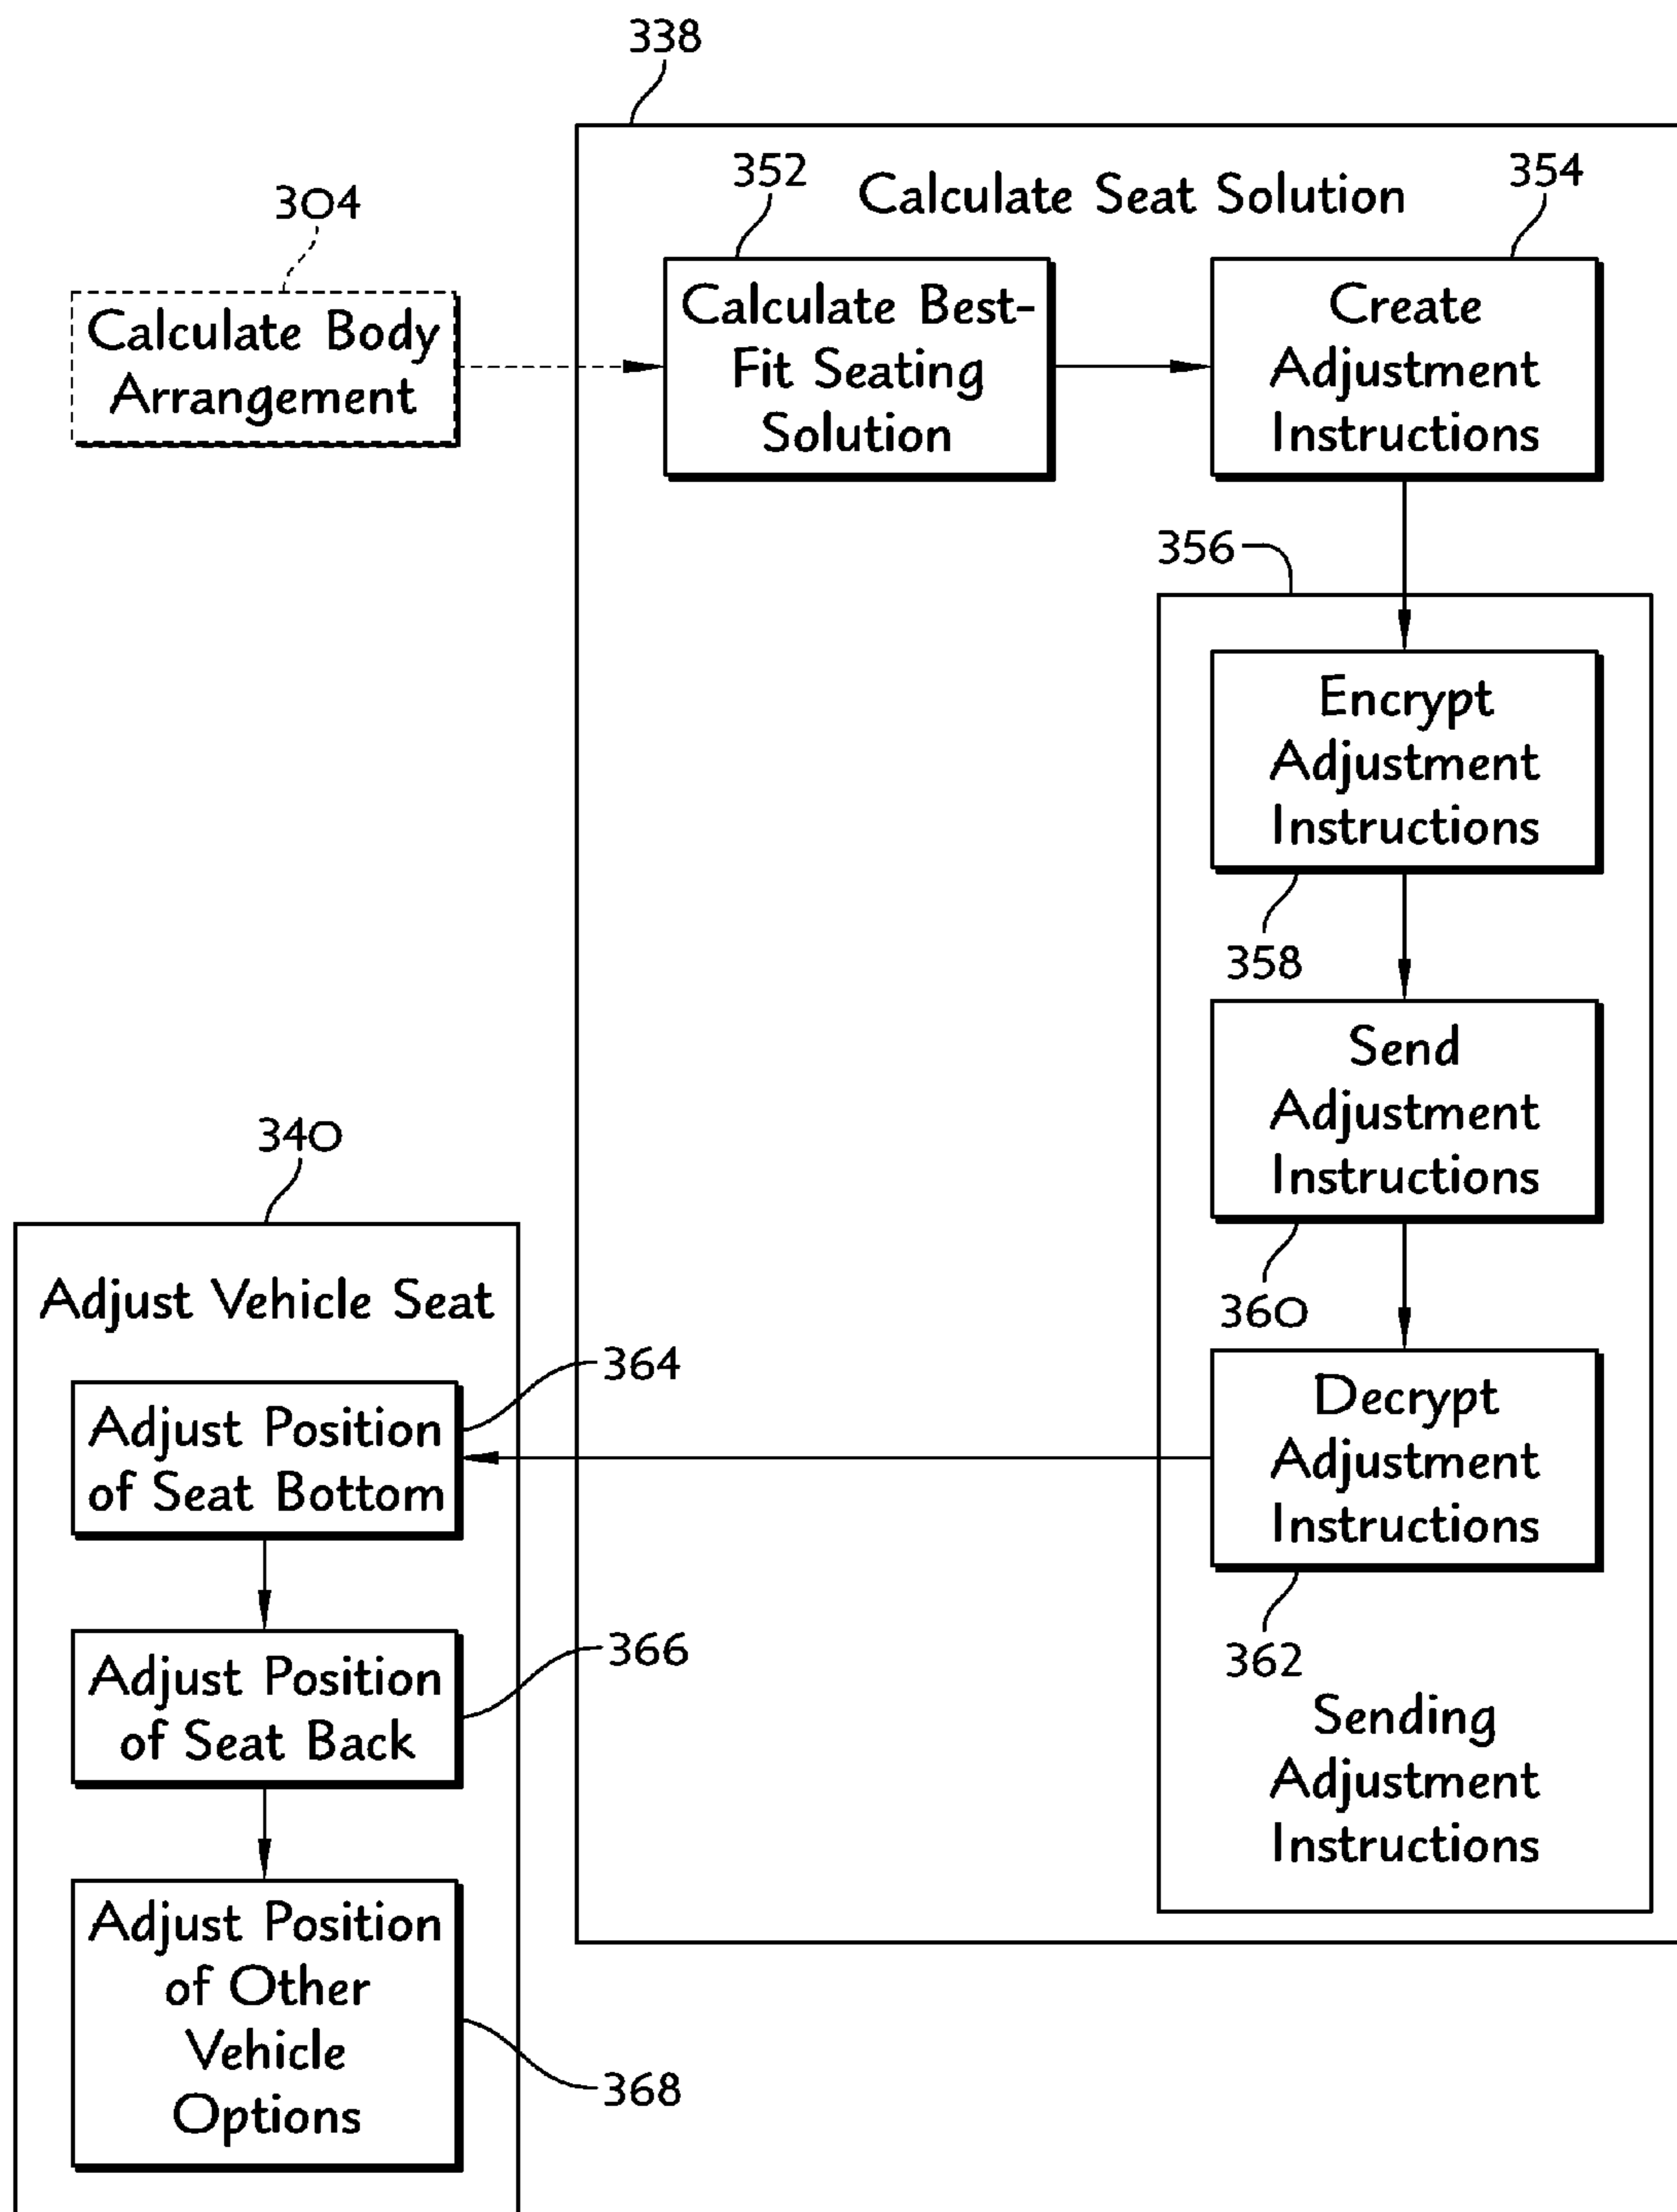 338
352
Calculate Seat Solution
354
304
Calculate Body
Arrangement
Calculate Best-
Fit Seating
Solution
Create
Adjustment
Instructions
356
Encrypt
Adjustment
Instructions
358
Send
Adjustment
Instructions
360
Decrypt
Adjustment
Instructions
362
Sending
Adjustment
Instructions
340
Adjust Vehicle Seat
364
Adjust Position
of Seat Bottom
366
Adjust Position
of Seat Back
Adjust Position
of Other
Vehicle
Options
368